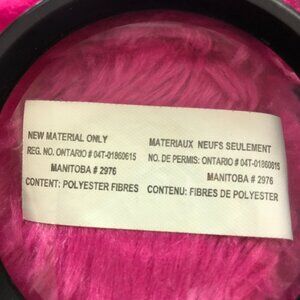 NEW MATERIAL ONLY
REG. NO. ONTARIO # 04T-01860615
MANITOBA # 2976
CONTENT: POLYESTER FIBRES
MATERIAUX NEUFS SEULEMENT
NO. DE PERMIS: ONTARIO # 04T-01860615
MANITOBA # 2976
CONTENU: FIBRES DE POLYESTER